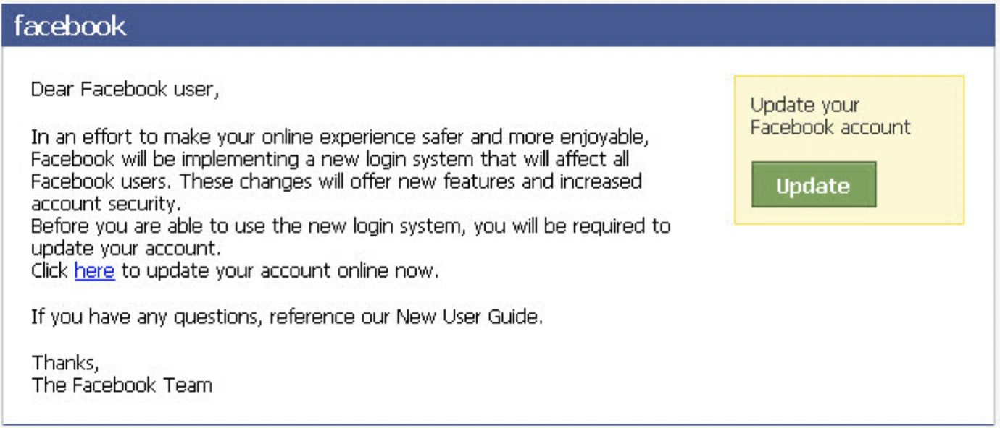 facebook
Dear Facebook user,
In an effort to make your online experience safer and more enjoyable,
Facebook will be implementing a new login system that will affect all
Facebook users. These changes will offer new features and increased
account security.
Before you are able to use the new login system, you will be required to
update your account.
Click here to update your account online now.
If you have any questions, reference our New User Guide.
Thanks,
The Facebook Team
Update your
Facebook account
Update